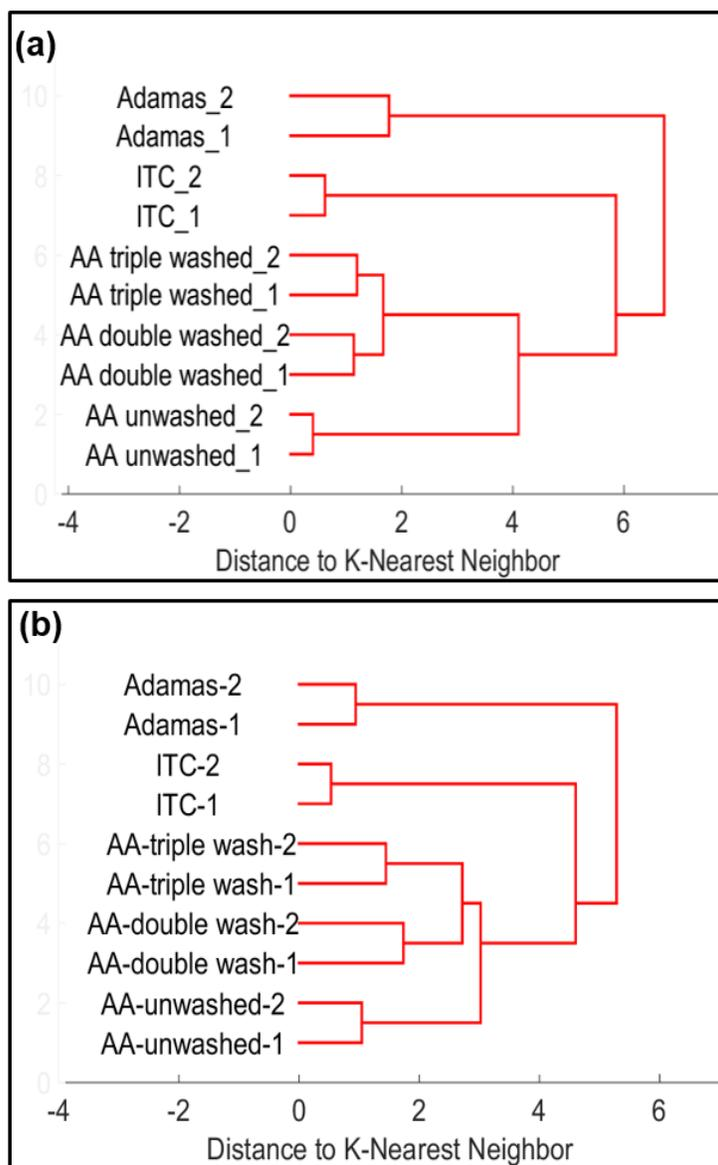 (a)
10
Adamas_2
Adamas_1
8
ITC_2
ITC_1
6
AA triple washed_2
AA triple washed_1
4
AA double washed_2
AA double washed_1
2
AA unwashed_2
AA unwashed_1
0
-4 -2 0 2 4 6
Distance to K-Nearest Neighbor
(b)
10
Adamas-2
Adamas-1
8
ITC-2
ITC-1
6
AA-triple wash-2
AA-triple wash-1
4
AA-double wash-2
AA-double wash-1
2
AA-unwashed-2
AA-unwashed-1
0
-4 -2 0 2 4 6
Distance to K-Nearest Neighbor